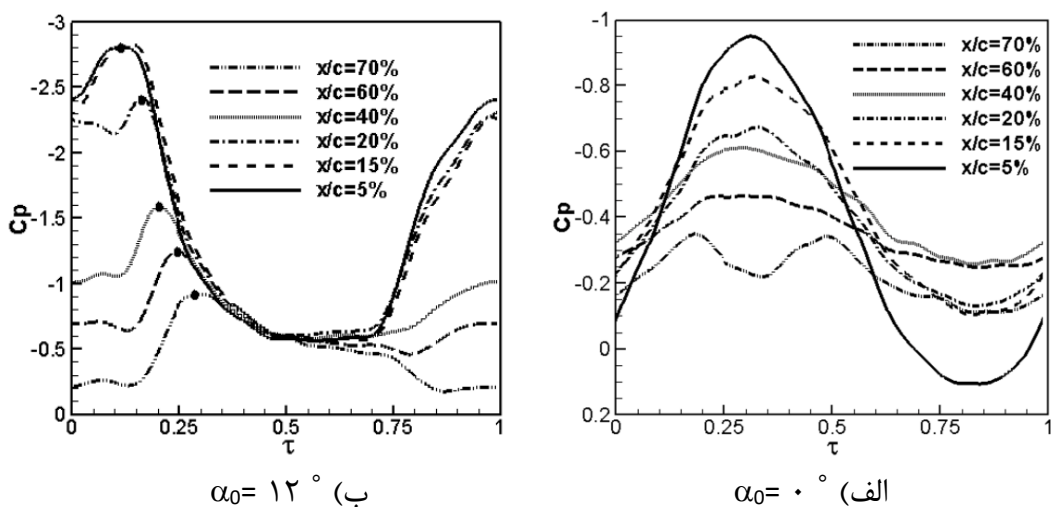 -3
-2.5
-2
-1.5
-1
-0.5
0
Cp
x/c=70%
x/c=60%
x/c=40%
x/c=20%
x/c=15%
x/c=5%
0 0.25 0.5 0.75 1
τ
ب) α₀= ۱۲ °
-1
-0.8
-0.6
-0.4
-0.2
0
0.2
Cp
x/c=70%
x/c=60%
x/c=40%
x/c=20%
x/c=15%
x/c=5%
0 0.25 0.5 0.75 1
τ
الف) α₀= ۰ °